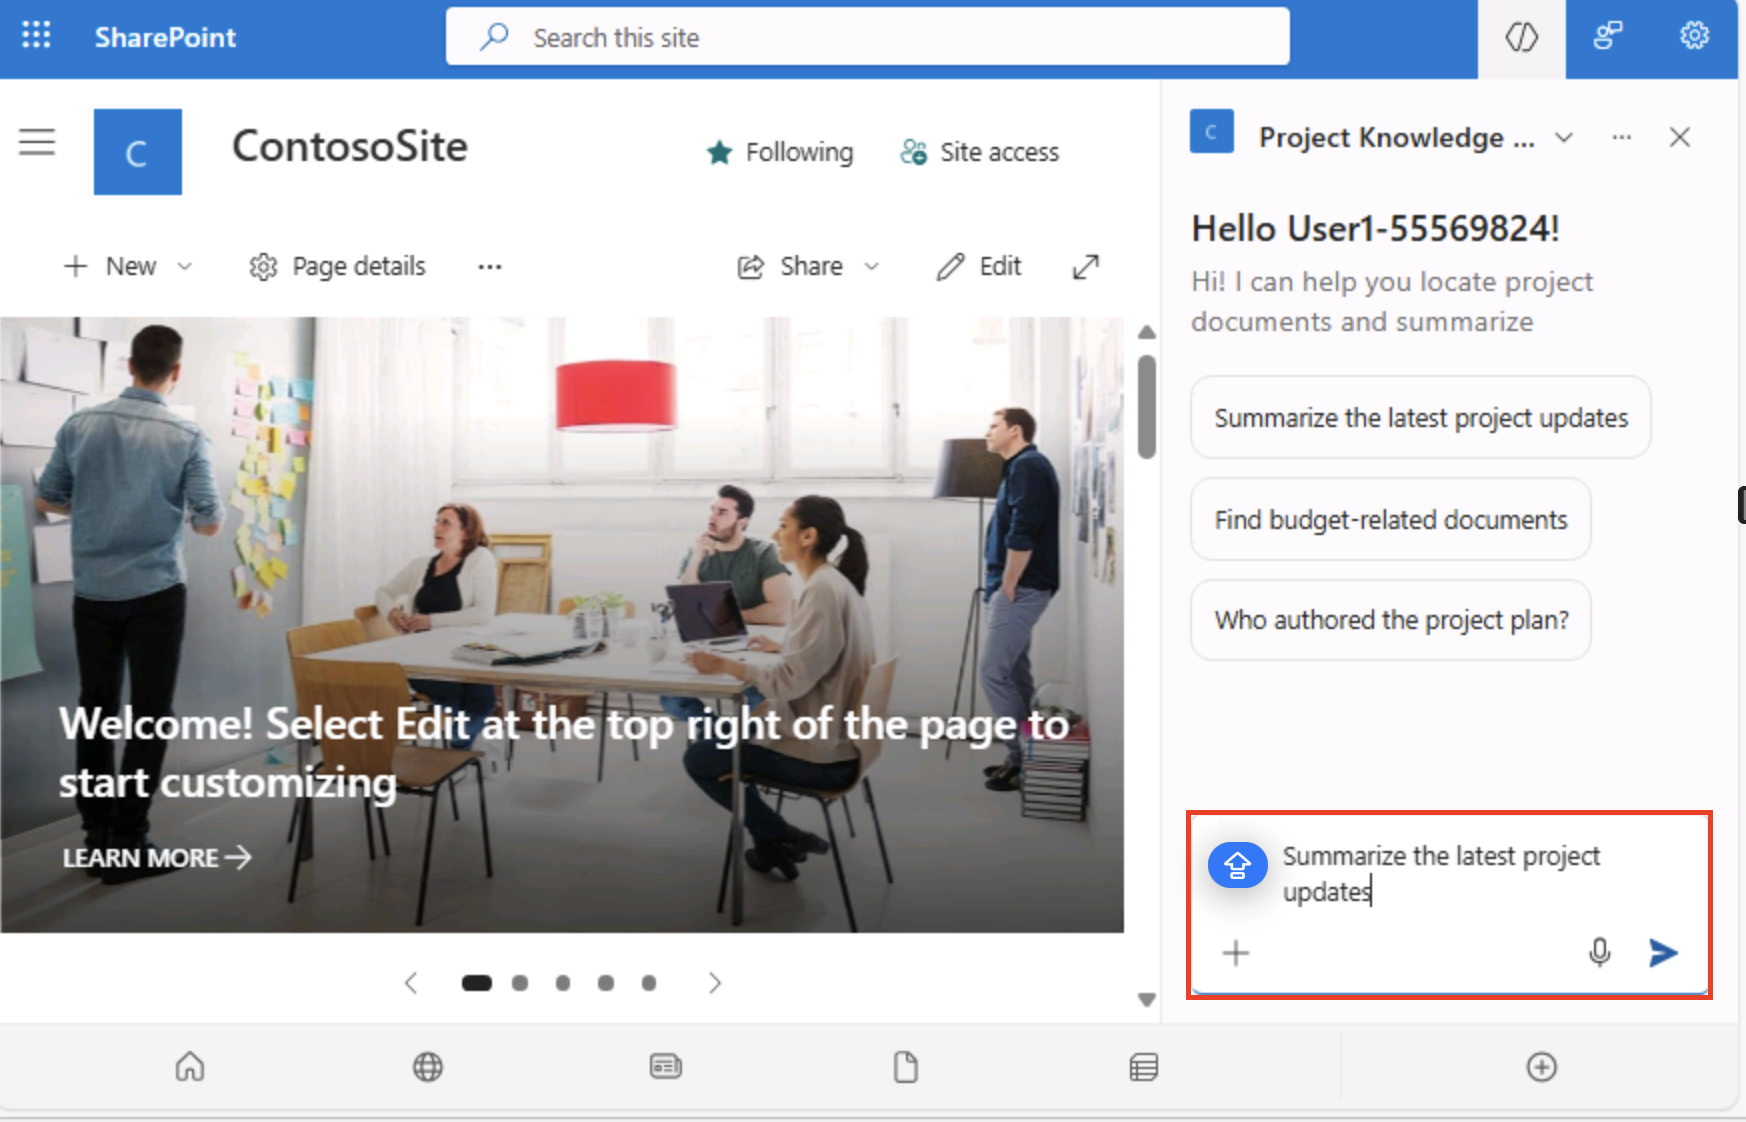 SharePoint
Search this site
C
ContosoSite
Following
Site access
New
Page details
Share
Edit
Welcome! Select Edit at the top right of the page to
start customizing
LEARN MORE
C
Project Knowledge ...
Hello User1-55569824!
Hi! I can help you locate project
documents and summarize
Summarize the latest project updates
Find budget-related documents
Who authored the project plan?
Summarize the latest project
updates